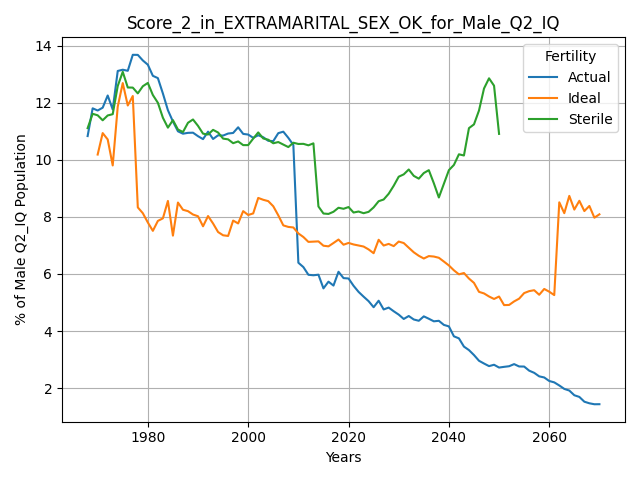 Score_2_in_EXTRAMARITAL_SEX_OK_for_Male_Q2_IQ
% of Male Q2_IQ Population
14
12
10
8
6
4
2
Fertility
Actual
Ideal
Sterile
1980
2000
2020
2040
2060
Years